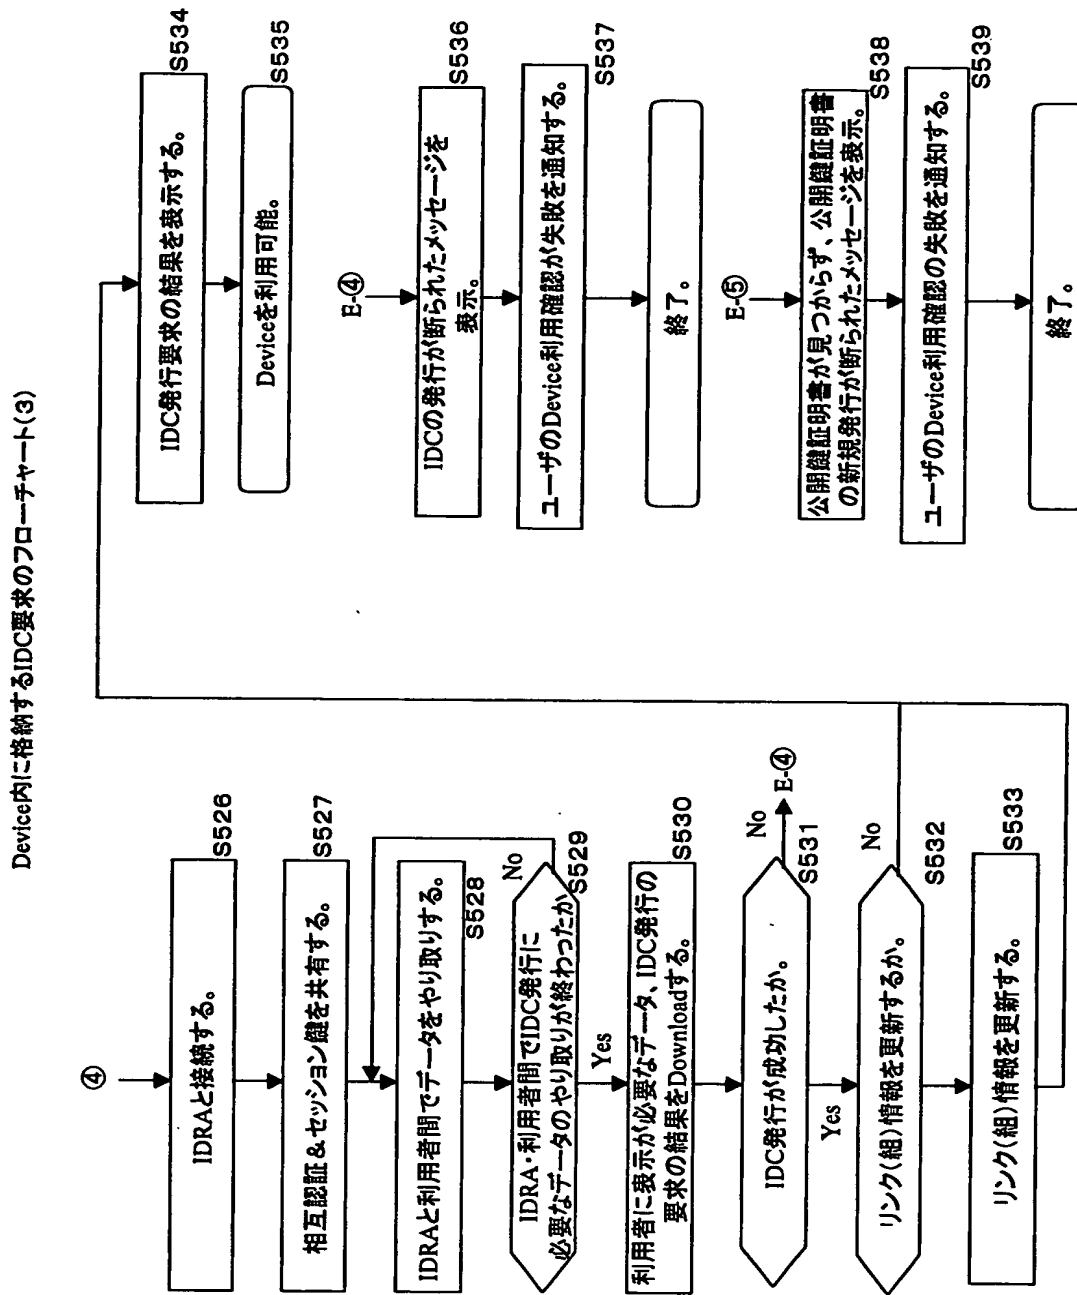 Device内に格納するIDC要求のフローチャート(3)
④
IDRAと接続する。
S526
相互認証&セッション鍵を共有する。
S527
IDRAと利用者間でデータをやり取りする。
S528
IDRA・利用者間でIDC発行に
必要なデータのやり取りが終わったか
No
S529
Yes
利用者に表示が必要なデータ、IDC発行の
要求の結果をDownloadする。
S530
IDC発行が成功したか。
No
E-④
S531
Yes
リンク(組)情報を更新するか。
No
S532
リンク(組)情報を更新する。
S533
IDC発行要求の結果を表示する。
S534
Deviceを利用可能。
S535
E-④
IDCの発行が断られたメッセージを
表示。
S536
ユーザのDevice利用確認が失敗を通知する。
S537
終了。
E-⑤
公開鍵証明書が見つからず、公開鍵証明書
の新規発行が断られたメッセージを表示。
S538
ユーザのDevice利用確認の失敗を通知する。
S539
終了。